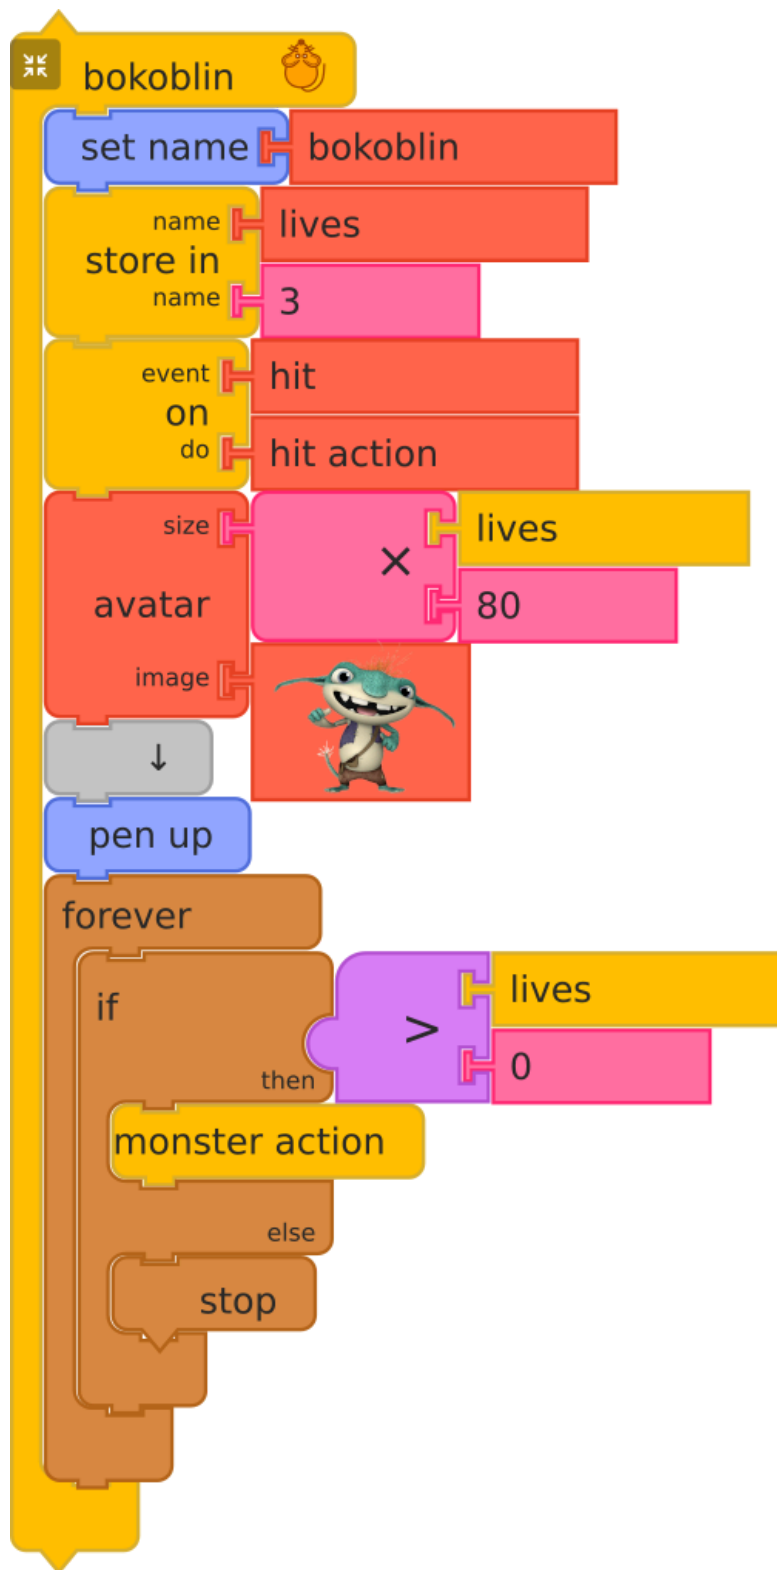 bokoblin
set name bokoblin
name lives
store in
name 3
event hit
on
do hit action
size × lives
80
avatar
image
↓
pen up
forever
if > lives
then 0
monster action
else
stop